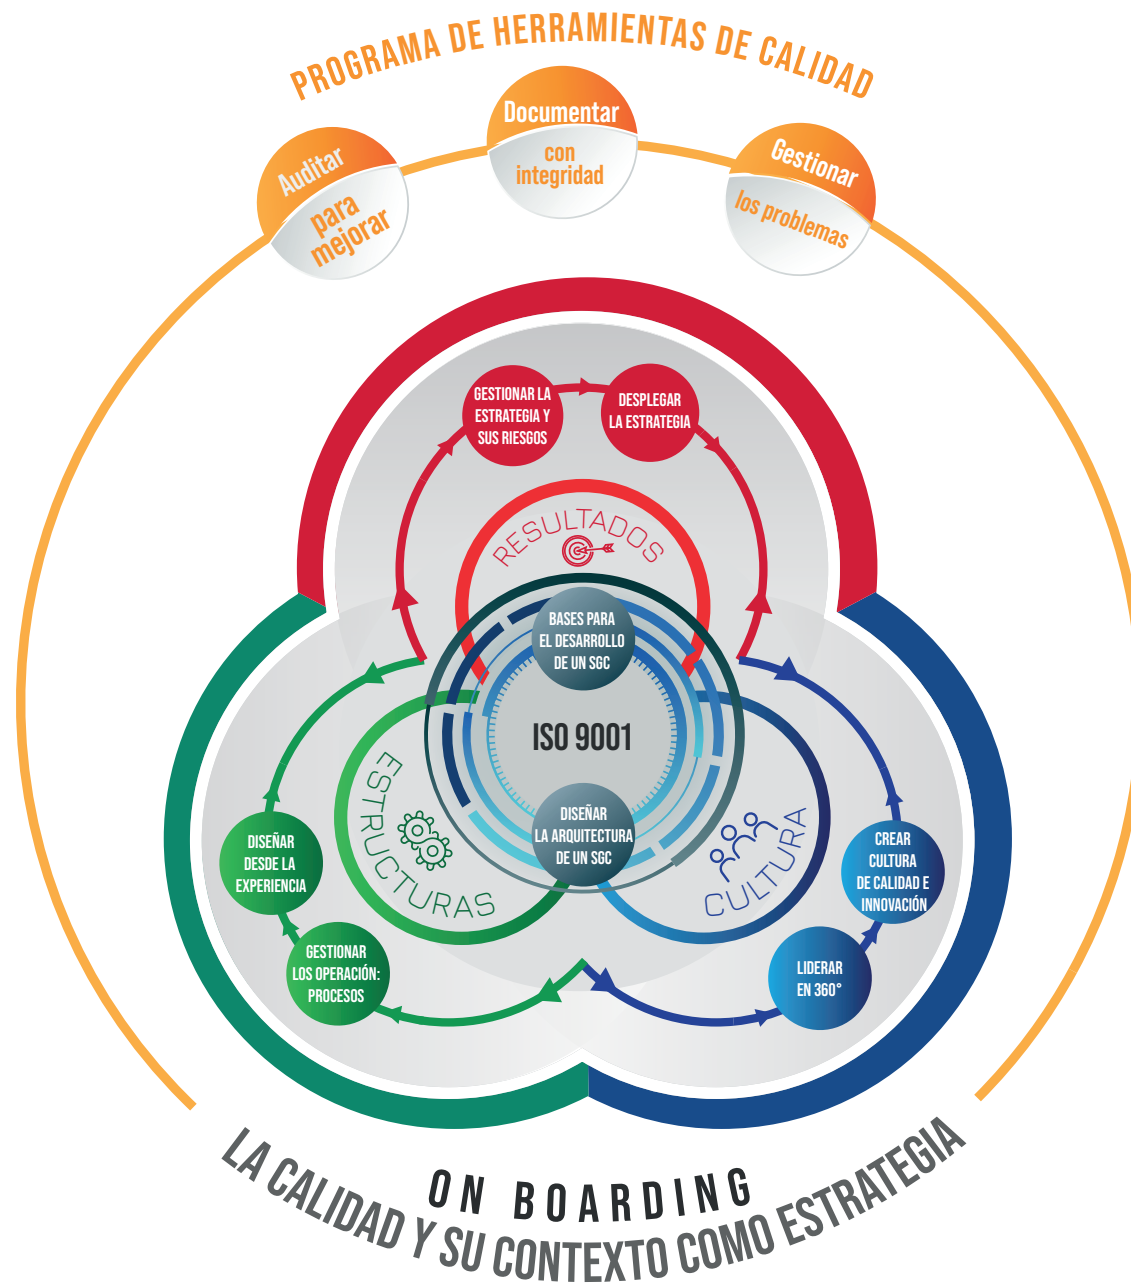 PROGRAMA DE HERRAMIENTAS DE CALIDAD
Auditar
para
mejorar
Documentar
con
integridad
Gestionar
los problemas
GESTIONAR LA
ESTRATEGIA Y
SUS RIESGOS
DESPLEGAR
LA ESTRATEGIA
RESULTADOS
BASES PARA
EL DESARROLLO
DE UN SGC
ISO 9001
DISEÑAR
LA ARQUITECTURA
DE UN SGC
ESTRUCTURAS
DISEÑAR
DESDE LA
EXPERIENCIA
GESTIONAR
LOS OPERACIÓN:
PROCESOS
CULTURA
CREAR
CULTURA
DE CALIDAD E
INNOVACIÓN
LIDERAR
EN 360°
ON BOARDING
LA CALIDAD Y SU CONTEXTO COMO ESTRATEGIA